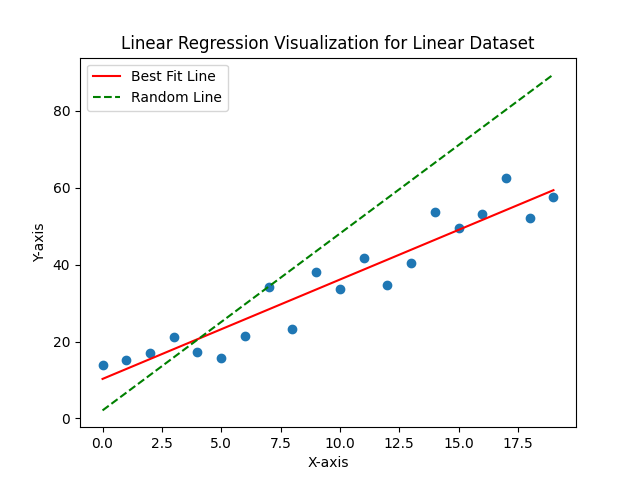 Linear Regression Visualization for Linear Dataset
Best Fit Line
Random Line
80
60
40
20
0
Y-axis
0.0 2.5 5.0 7.5 10.0 12.5 15.0 17.5
X-axis